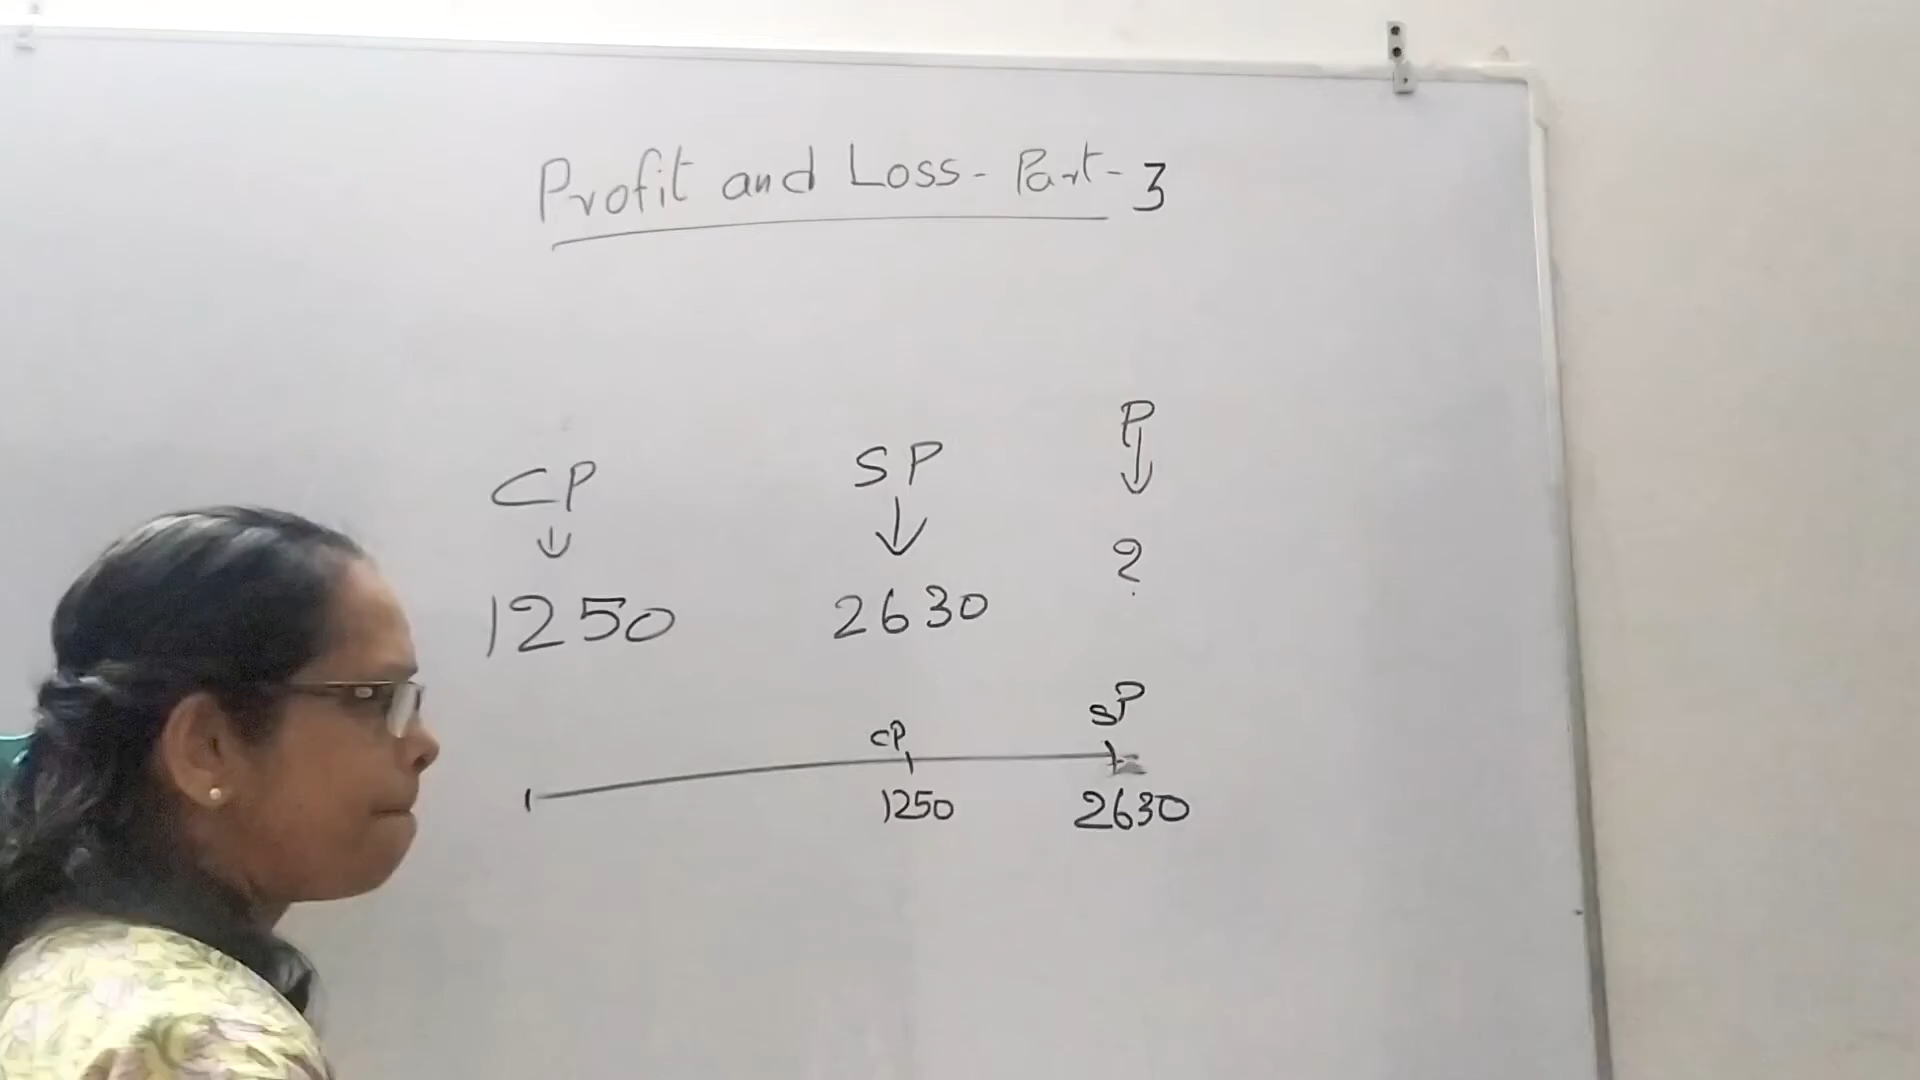 Profit and Loss - Part - 3
CP SP P
↓ ↓ ↓
1250 2630 ?
CP SP
1250 2630